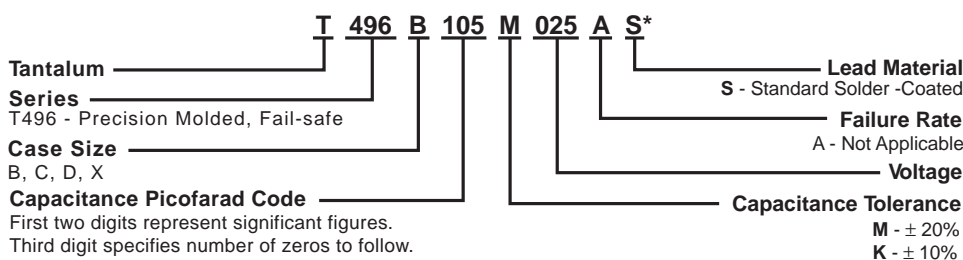 T 496 B 105 M 025 A S*
Tantalum
Series
T496 - Precision Molded, Fail-safe
Case Size
B, C, D, X
Capacitance Picofarad Code
First two digits represent significant figures.
Third digit specifies number of zeros to follow.
Lead Material
S - Standard Solder -Coated
Failure Rate
A - Not Applicable
Voltage
Capacitance Tolerance
M - ± 20%
K - ± 10%